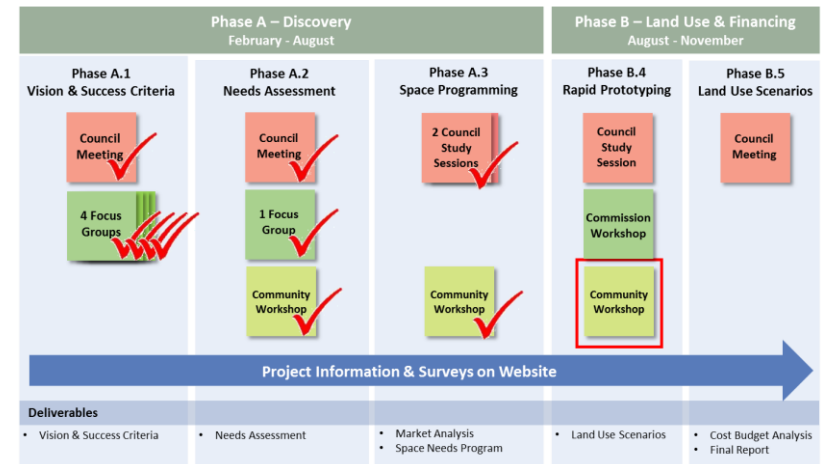 Phase A – Discovery
February - August
Phase B – Land Use & Financing
August - November
Phase A.1
Vision & Success Criteria
Phase A.2
Needs Assessment
Phase A.3
Space Programming
Phase B.4
Rapid Prototyping
Phase B.5
Land Use Scenarios
Council
Meeting
Council
Meeting
2 Council
Study
Sessions
Council
Study
Session
Council
Meeting
4 Focus
Groups
1 Focus
Group
Commission
Workshop
Community
Workshop
Community
Workshop
Community
Workshop
Project Information & Surveys on Website
Deliverables
• Vision & Success Criteria
• Needs Assessment
• Market Analysis
• Space Needs Program
• Land Use Scenarios
• Cost Budget Analysis
• Final Report